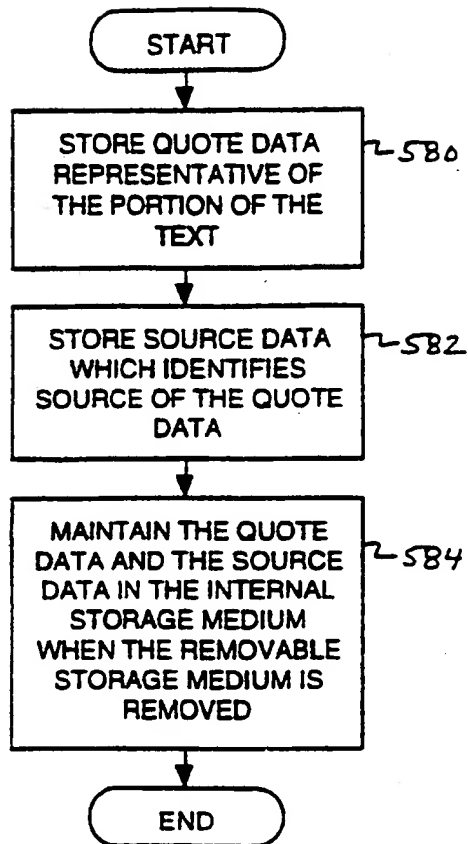 START
STORE QUOTE DATA
REPRESENTATIVE OF
THE PORTION OF THE
TEXT
580
STORE SOURCE DATA
WHICH IDENTIFIES
SOURCE OF THE QUOTE
DATA
582
MAINTAIN THE QUOTE
DATA AND THE SOURCE
DATA IN THE INTERNAL
STORAGE MEDIUM
WHEN THE REMOVABLE
STORAGE MEDIUM IS
REMOVED
584
END